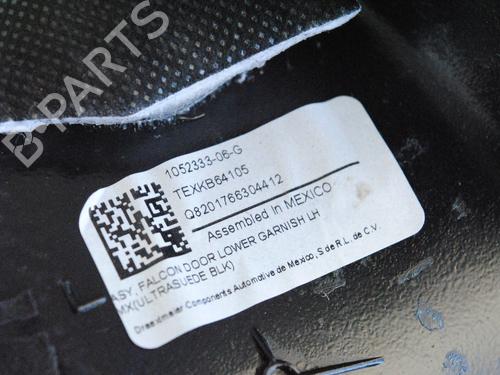 B-PARTS
1052333-06-G
TEXKB64105
Q8201766304412
Assembled in MEXICO
ASY, FALCON DOOR LOWER GARNISH LH
MX(ULTRASUEDE BLK)
Draexlmaier Components Automotive de Mexico, S de R.L. de C.V.
L